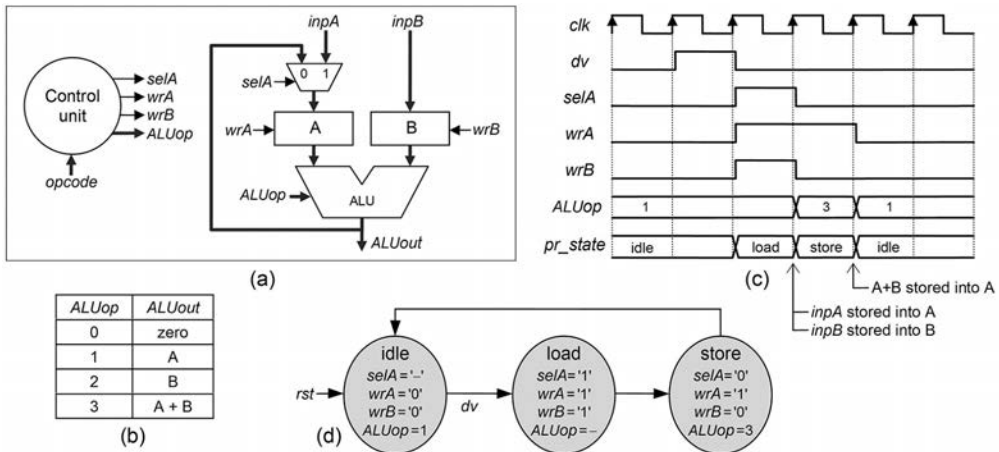 (a)
inpA
inpB
0 1
selA
Control
unit
selA
wrA
wrB
ALUop
opcode
wrA
A
B
wrB
ALUop
ALU
ALUout
(c)
clk
dv
selA
wrA
wrB
ALUop
1
3
1
pr_state
idle
load
store
idle
A+B stored into A
inpA stored into A
inpB stored into B
ALUop ALUout
0 zero
1 A
2 B
3 A + B
(b)
(d)
rst
idle
selA='–'
wrA='0'
wrB='0'
ALUop=1
dv
load
selA='1'
wrA='1'
wrB='1'
ALUop=–
store
selA='0'
wrA='1'
wrB='0'
ALUop=3